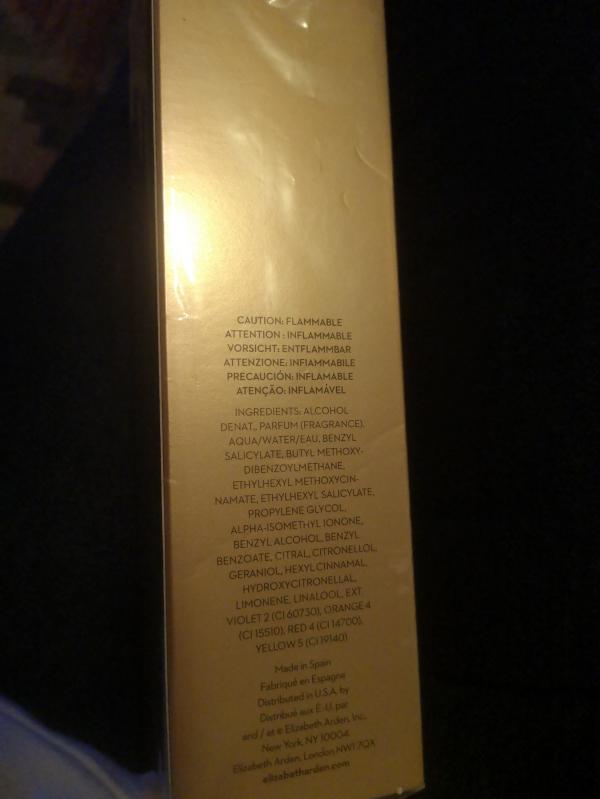 CAUTION: FLAMMABLE
ATTENTION : INFLAMMABLE
VORSICHT: ENTFLAMMBAR
ATTENZIONE: INFIAMMABILE
PRECAUCIÓN: INFLAMABLE
ATENÇÃO: INFLAMÁVEL
INGREDIENTS: ALCOHOL
DENAT., PARFUM (FRAGRANCE),
AQUA/WATER/EAU, BENZYL
SALICYLATE, BUTYL METHOXY-
DIBENZOYLMETHANE,
ETHYLHEXYL METHOXYCIN-
NAMATE, ETHYLHEXYL SALICYLATE,
PROPYLENE GLYCOL,
ALPHA-ISOMETHYL IONONE,
BENZYL ALCOHOL, BENZYL
BENZOATE, CITRAL, CITRONELLOL,
GERANIOL, HEXYL CINNAMAL,
HYDROXYCITRONELLAL,
LIMONENE, LINALOOL, EXT.
VIOLET 2 (CI 60730), ORANGE 4
(CI 15510), RED 4 (CI 14700),
YELLOW 5 (CI 19140)
Made in Spain
Fabriqué en Espagne
Distributed in U.S.A. by
Distribué aux É.-U. par
and / et © Elizabeth Arden, Inc.,
New York, NY 10004.
Elizabeth Arden, London NW1 7QX
elizabetharden.com